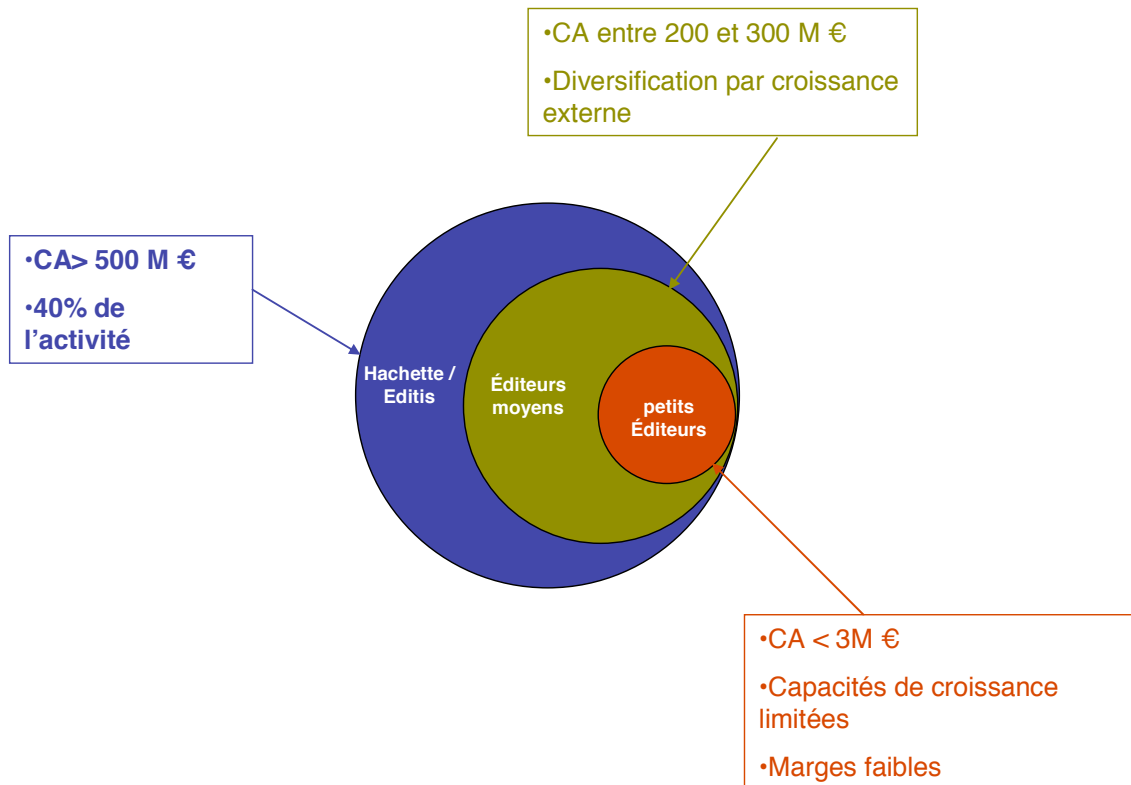 •CA entre 200 et 300 M €
•Diversification par croissance
externe
•CA> 500 M €
•40% de
l’activité
Hachette /
Editis
Éditeurs
moyens
petits
Éditeurs
•CA < 3M €
•Capacités de croissance
limitées
•Marges faibles